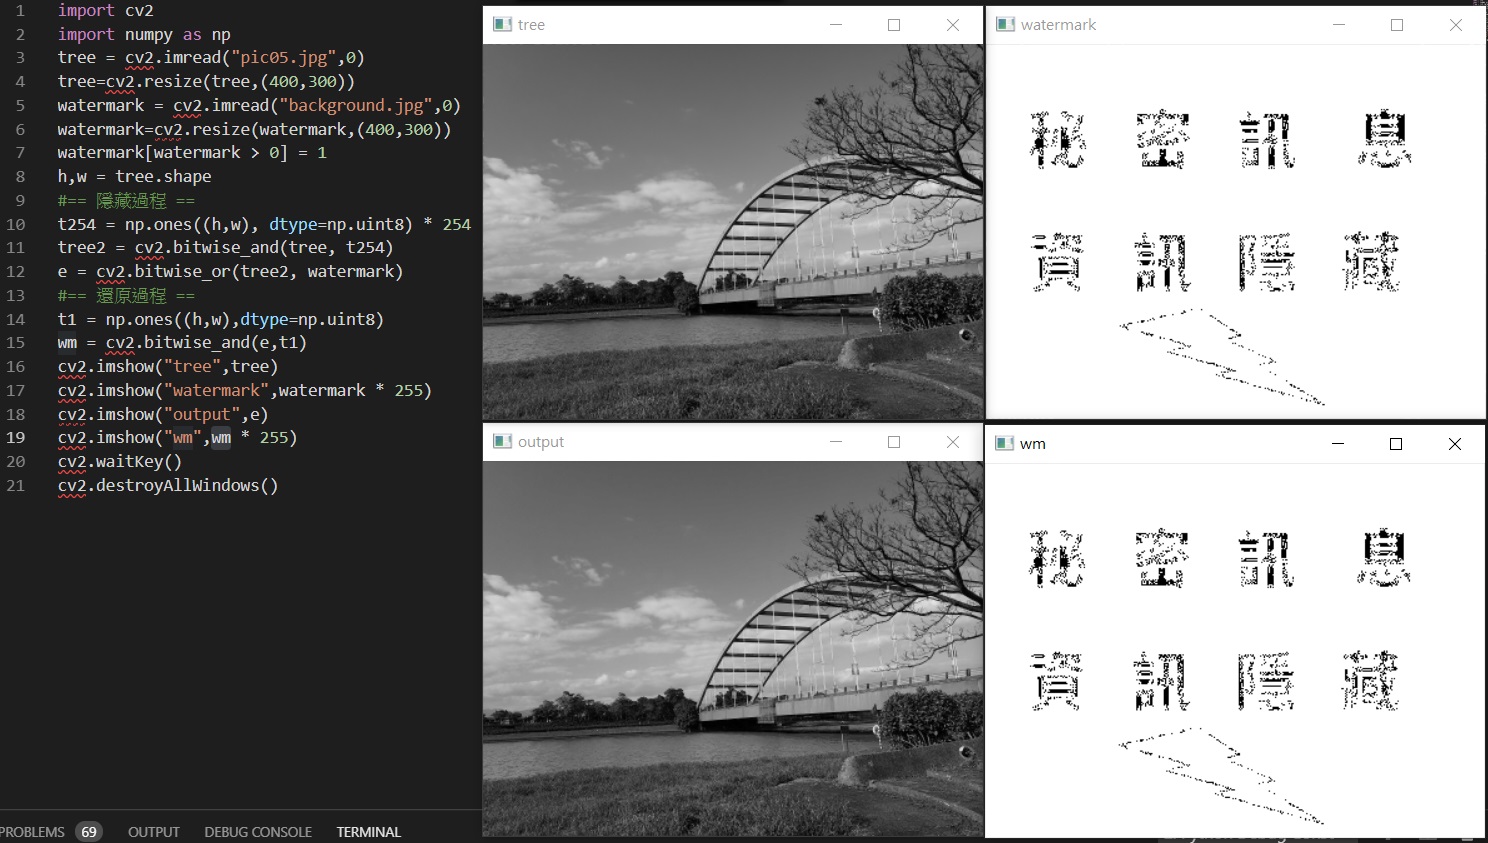 1 import cv2
2 import numpy as np
3 tree = cv2.imread("pic05.jpg",0)
4 tree=cv2.resize(tree,(400,300))
5 watermark = cv2.imread("background.jpg",0)
6 watermark=cv2.resize(watermark,(400,300))
7 watermark[watermark > 0] = 1
8 h,w = tree.shape
9 #== 隱藏過程 ==
10 t254 = np.ones((h,w), dtype=np.uint8) * 254
11 tree2 = cv2.bitwise_and(tree, t254)
12 e = cv2.bitwise_or(tree2, watermark)
13 #== 還原過程 ==
14 t1 = np.ones((h,w),dtype=np.uint8)
15 wm = cv2.bitwise_and(e,t1)
16 cv2.imshow("tree",tree)
17 cv2.imshow("watermark",watermark * 255)
18 cv2.imshow("output",e)
19 cv2.imshow("wm",wm * 255)
20 cv2.waitKey()
21 cv2.destroyAllWindows()
PROBLEMS 69 OUTPUT DEBUG CONSOLE TERMINAL
tree
watermark
秘密訊息
資訊隱藏
output
wm
秘密訊息
資訊隱藏